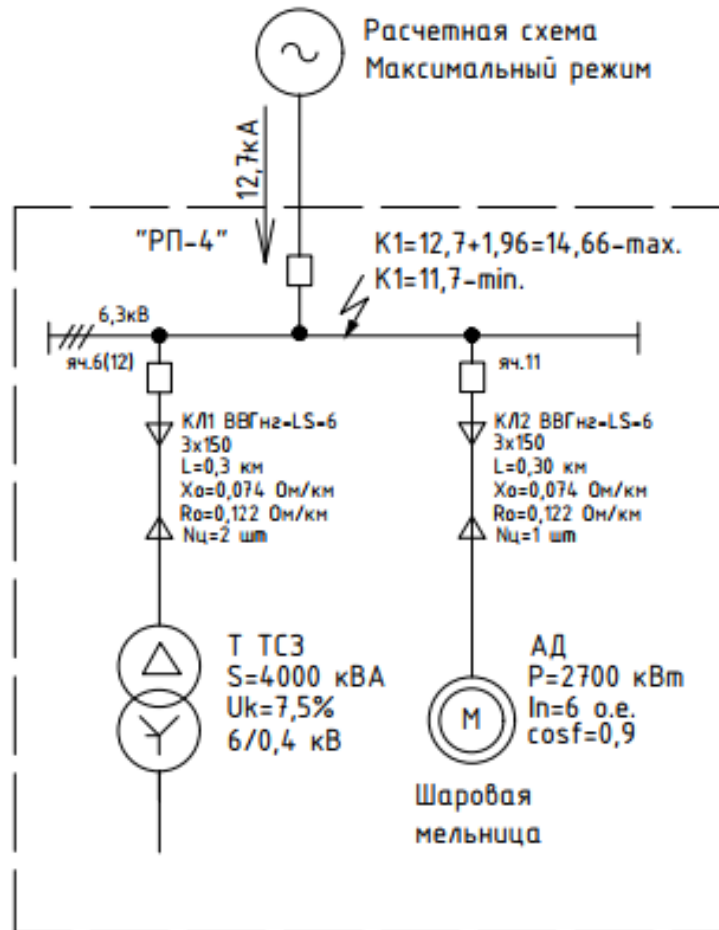 Расчетная схема
Максимальный режим
12,7кА
"РП-4"
К1=12,7+1,96=14,66-max.
К1=11,7-min.
6,3кВ
яч.6(12)
яч.11
КЛ1 ВВГнг-LS-6
3х150
L=0,3 км
Хо=0,074 Ом/км
Rо=0,122 Ом/км
Nц=2 шт
КЛ2 ВВГнг-LS-6
3х150
L=0,30 км
Хо=0,074 Ом/км
Rо=0,122 Ом/км
Nц=1 шт
Т ТСЗ
S=4000 кВА
Uk=7,5%
6/0,4 кВ
АД
Р=2700 кВт
In=6 о.е.
cosf=0,9
М
Шаровая
мельница